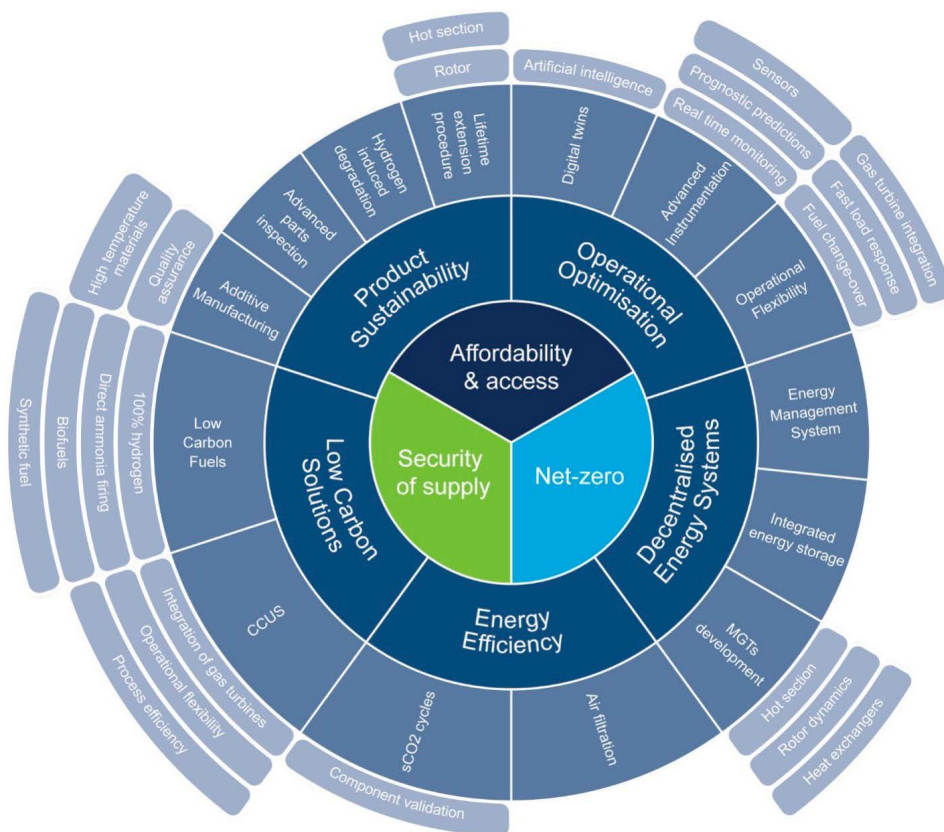 Hot section
Rotor
Artificial intelligence
Sensors
Prognostic predictions
Real time monitoring
Gas turbine integration
Fast load response
Fuel change-over
Lifetime
extension
procedure
Hydrogen
induced
degradation
Advanced
parts
inspection
Additive
Manufacturing
High temperature
materials
Quality
assurance
Digital twins
Advanced
Instrumentation
Operational
Flexibility
Product
Sustainability
Operational
Optimisation
Affordability
& access
Security
of supply
Net-zero
Low Carbon
Solutions
Decentralised
Energy Systems
Energy
Efficiency
Energy
Management
System
Integrated
energy storage
MGTs
development
Hot section
Rotor dynamics
Heat exchangers
Air filtration
sCO2 cycles
Component validation
CCUS
Integration of gas turbines
Operational flexibility
Process efficiency
Low
Carbon
Fuels
100% hydrogen
Direct ammonia firing
Biofuels
Synthetic fuel